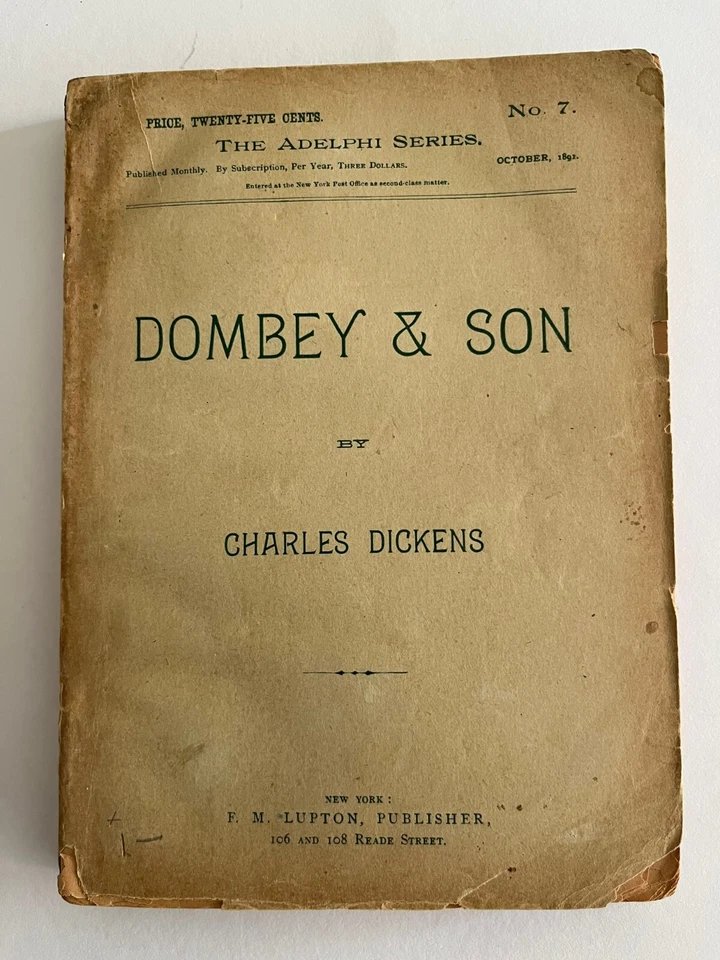 PRICE, TWENTY-FIVE CENTS.
No. 7.
THE ADELPHI SERIES.
Published Monthly. By Subscription, Per Year, THREE DOLLARS.
OCTOBER, 1892.
Entered at the New York Post Office as second-class matter.
DOMBEY & SON
BY
CHARLES DICKENS
NEW YORK:
F. M. LUPTON, PUBLISHER,
106 AND 108 READE STREET.